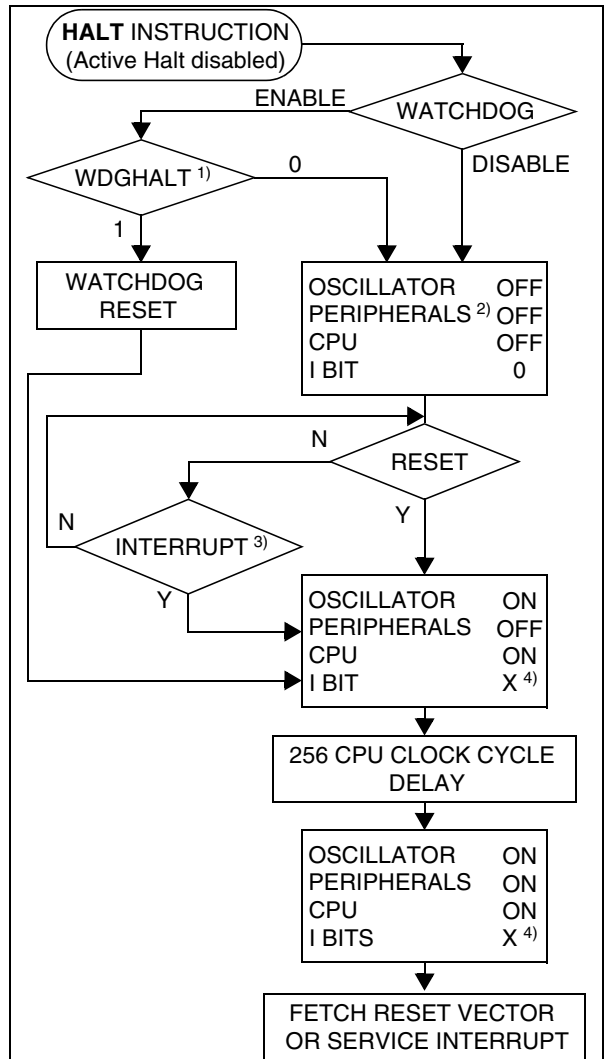 HALT INSTRUCTION
(Active Halt disabled)
ENABLE
WATCHDOG
WDGHALT 1)
0
DISABLE
1
WATCHDOG
RESET
OSCILLATOR OFF
PERIPHERALS 2) OFF
CPU OFF
I BIT 0
N
RESET
N
Y
INTERRUPT 3)
Y
OSCILLATOR ON
PERIPHERALS OFF
CPU ON
I BIT X 4)
256 CPU CLOCK CYCLE
DELAY
OSCILLATOR ON
PERIPHERALS ON
CPU ON
I BITS X 4)
FETCH RESET VECTOR
OR SERVICE INTERRUPT